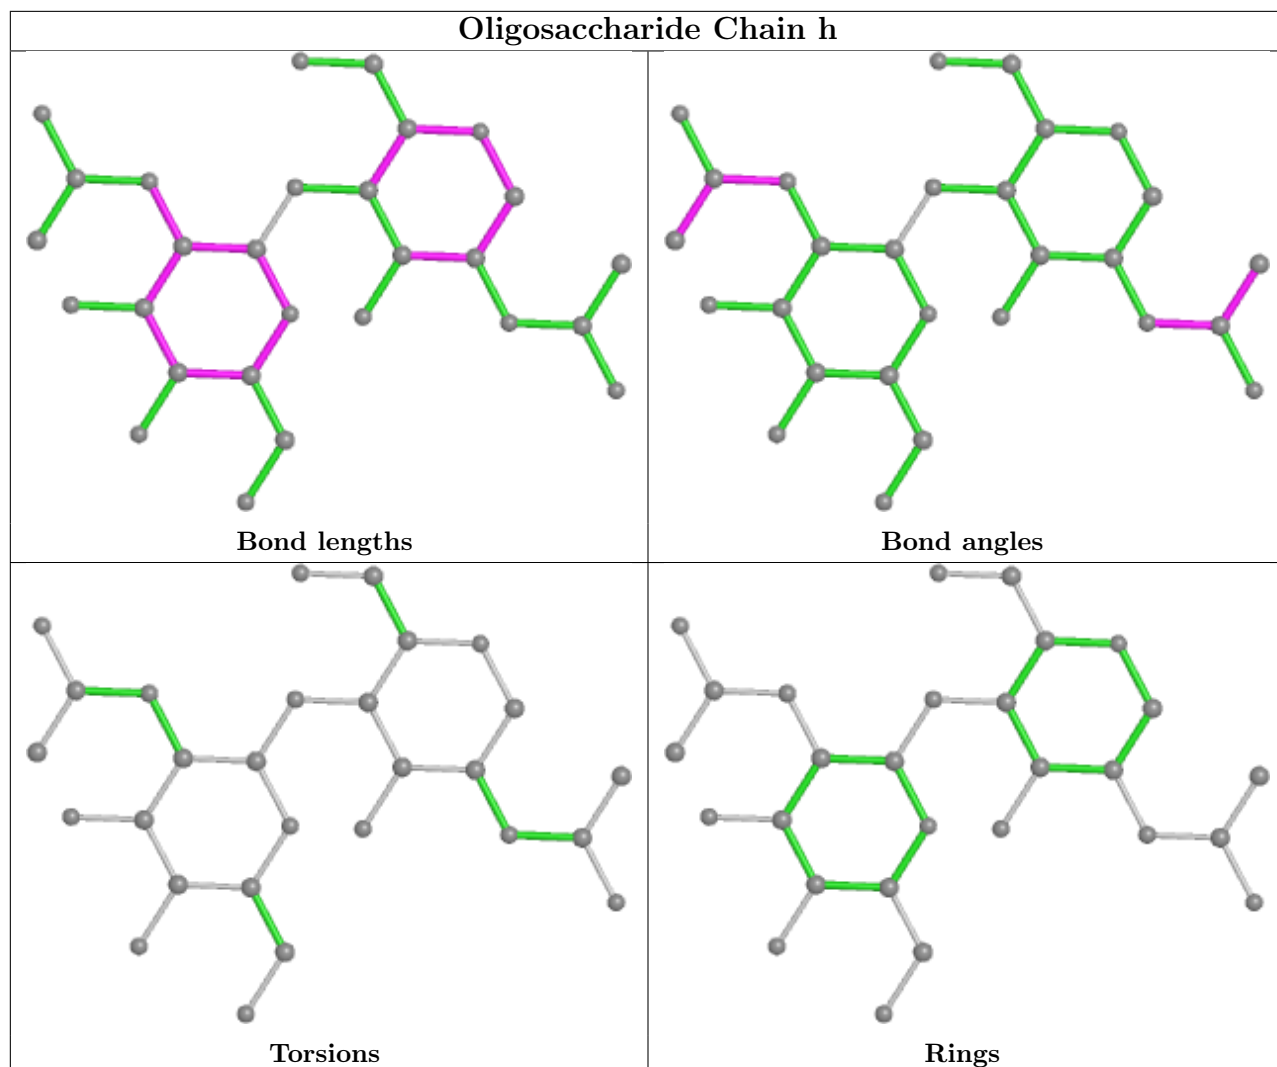 Oligosaccharide Chain h
Bond lengths
Bond angles
Torsions
Rings